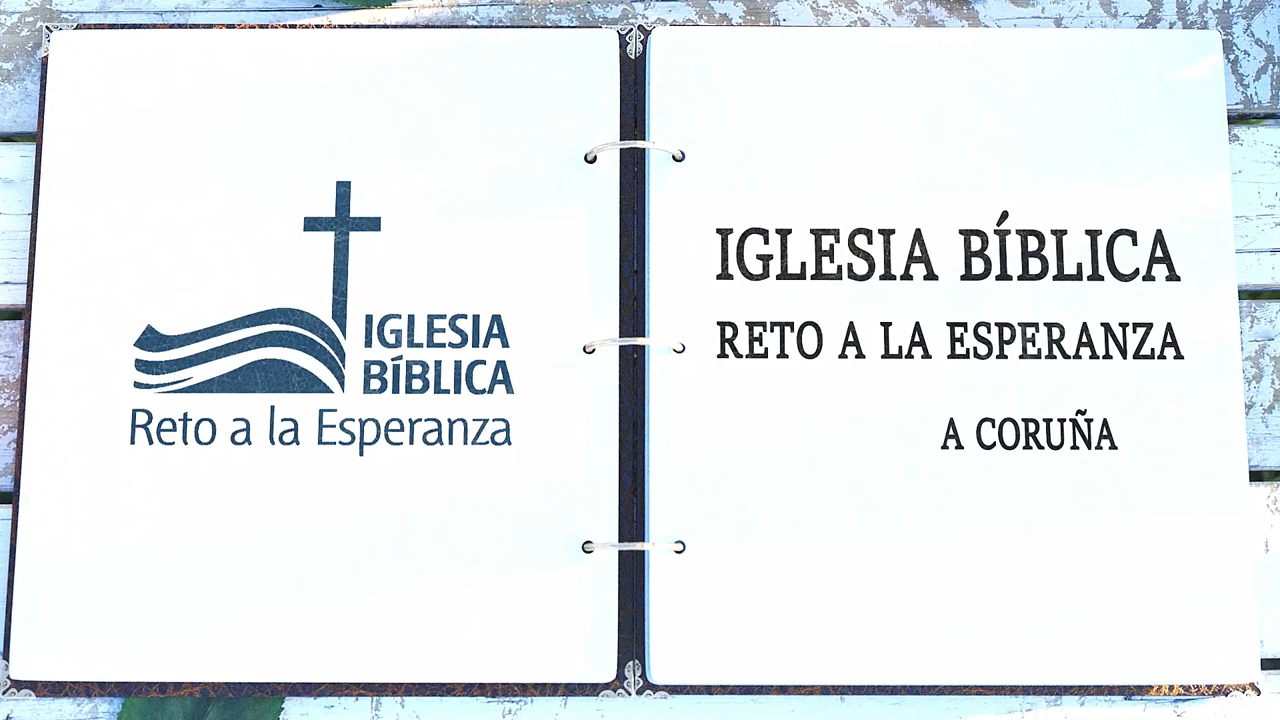 IGLESIA
BÍBLICA
Reto a la Esperanza
IGLESIA BÍBLICA
RETO A LA ESPERANZA
A CORUÑA